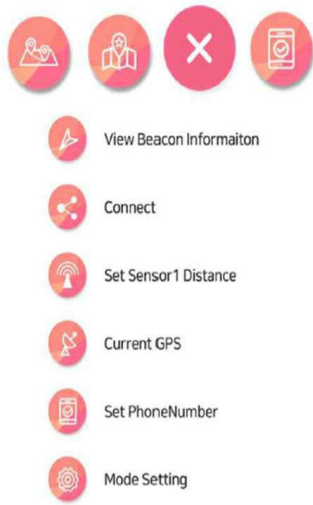 View Beacon Informaiton
Connect
Set Sensor1 Distance
Current GPS
Set PhoneNumber
Mode Setting